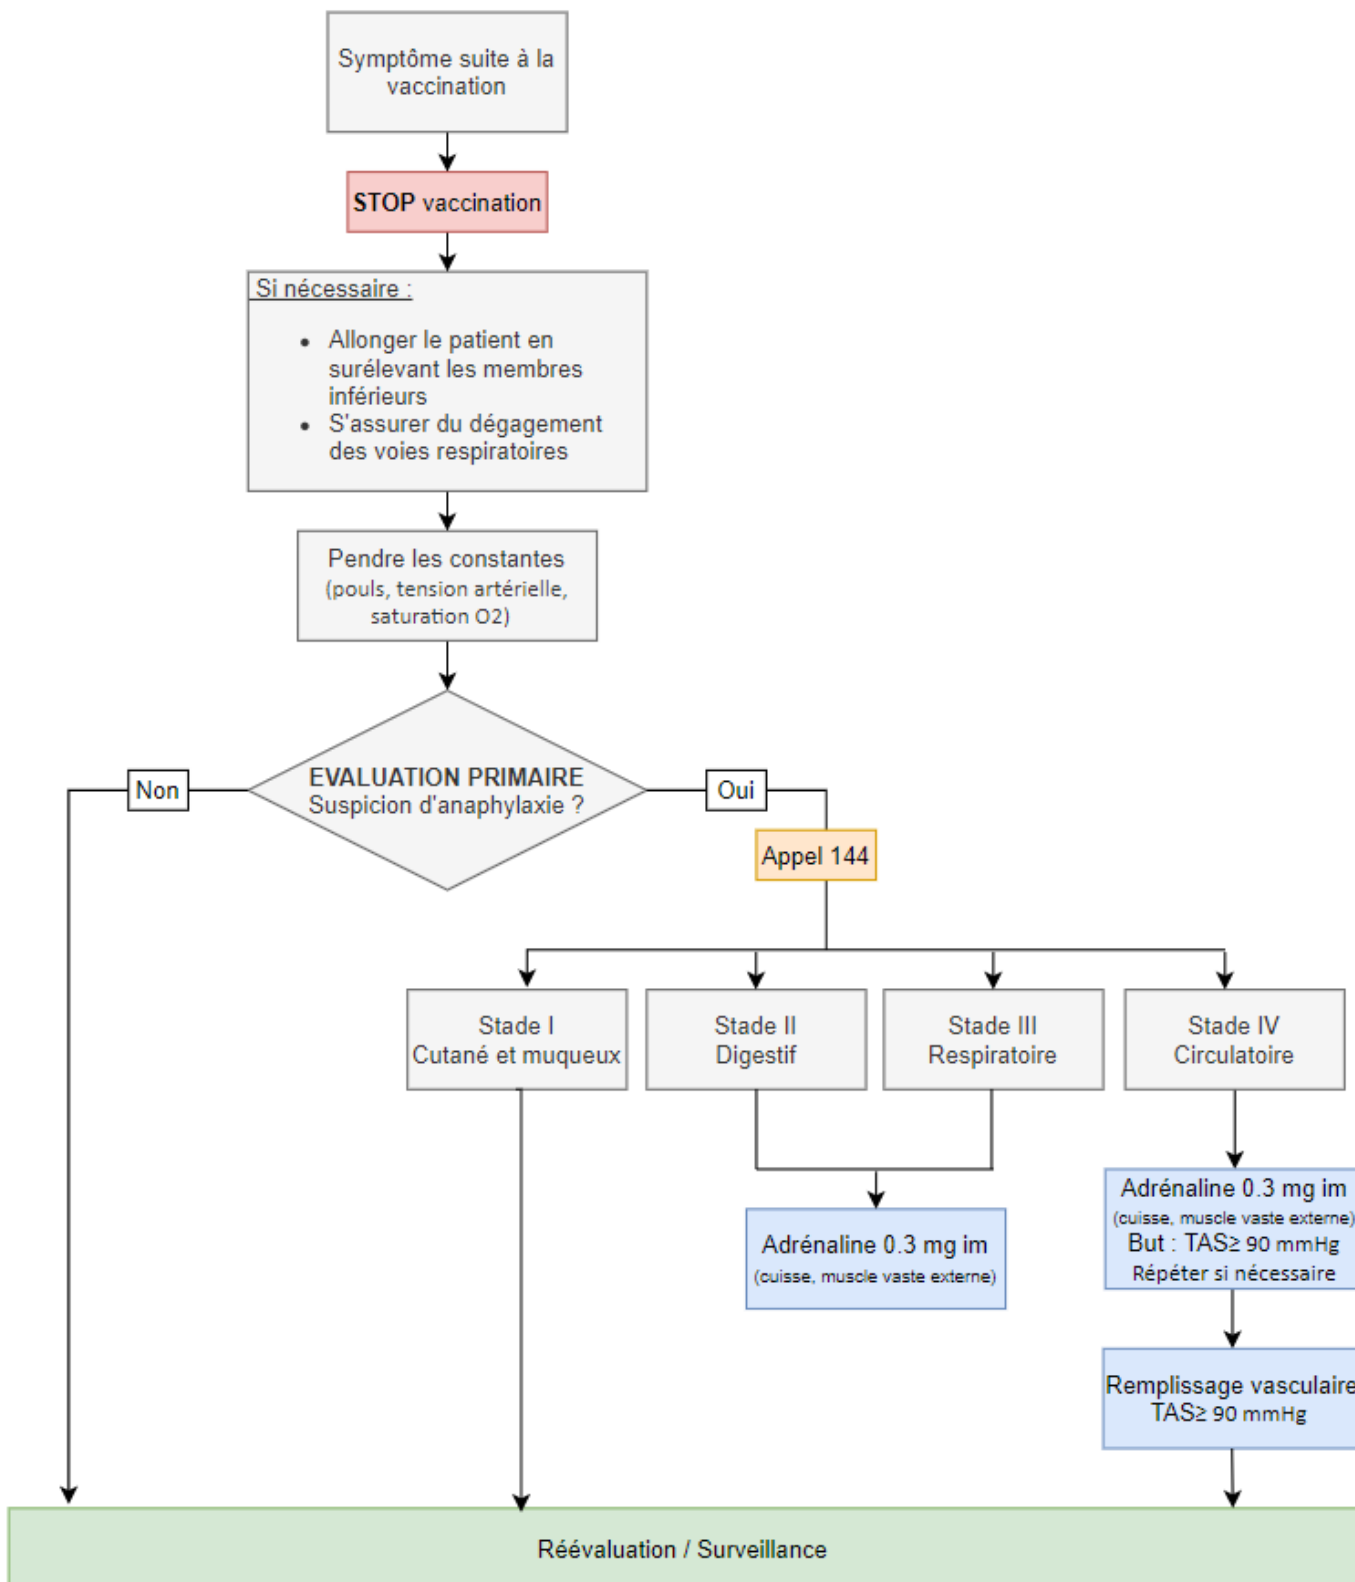 Symptôme suite à la
vaccination
STOP vaccination
Si nécessaire :
• Allonger le patient en
surélevant les membres
inférieurs
• S'assurer du dégagement
des voies respiratoires
Pendre les constantes
(pouls, tension artérielle,
saturation O2)
EVALUATION PRIMAIRE
Suspicion d'anaphylaxie ?
Non
Oui
Appel 144
Stade I
Cutané et muqueux
Stade II
Digestif
Stade III
Respiratoire
Stade IV
Circulatoire
Adrénaline 0.3 mg im
(cuisse, muscle vaste externe)
Adrénaline 0.3 mg im
(cuisse, muscle vaste externe)
But : TAS≥ 90 mmHg
Répéter si nécessaire
Remplissage vasculaire
TAS≥ 90 mmHg
Réévaluation / Surveillance